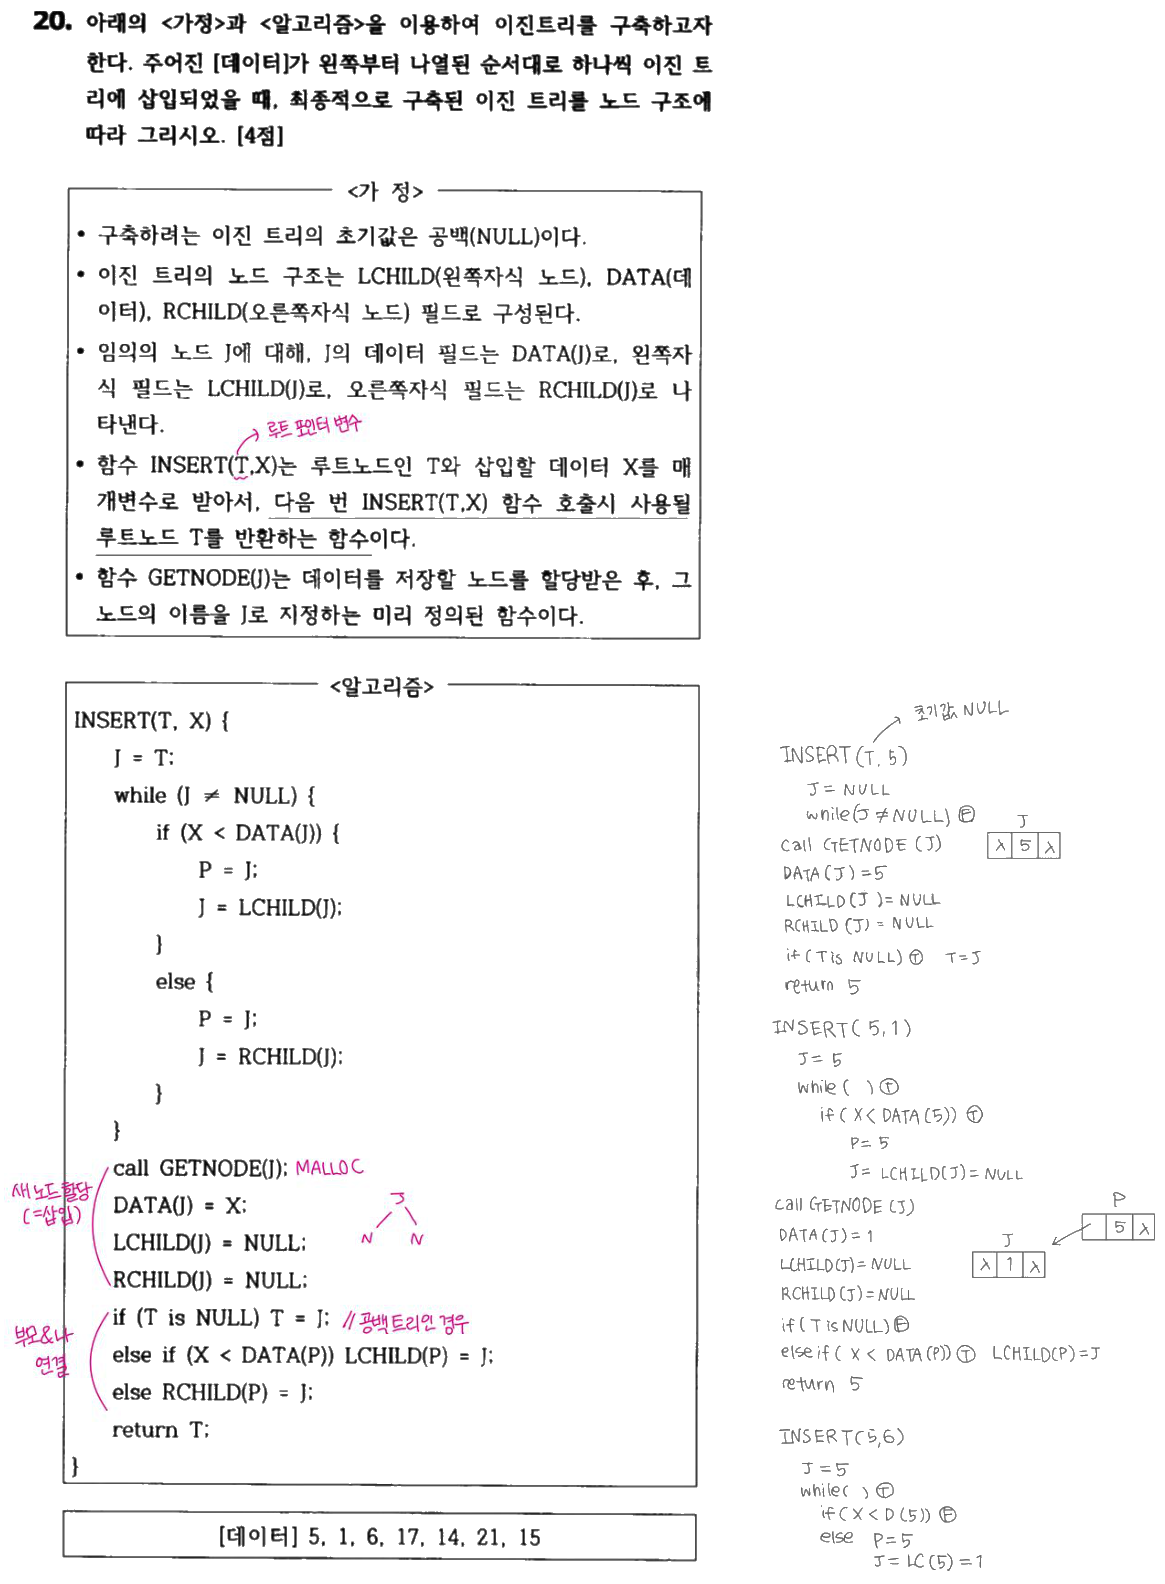 20. 아래의 <가정>과 <알고리즘>을 이용하여 이진트리를 구축하고자
한다. 주어진 [데이터]가 왼쪽부터 나열된 순서대로 하나씩 이진 트
리에 삽입되었을 때, 최종적으로 구축된 이진 트리를 노드 구조에
따라 그리시오. [4점]
<가 정>
• 구축하려는 이진 트리의 초기값은 공백(NULL)이다.
• 이진 트리의 노드 구조는 LCHILD(왼쪽자식 노드), DATA(데
이터), RCHILD(오른쪽자식 노드) 필드로 구성된다.
• 임의의 노드 J에 대해, J의 데이터 필드는 DATA(J)로, 왼쪽자
식 필드는 LCHILD(J)로, 오른쪽자식 필드는 RCHILD(J)로 나
타낸다.
→ 루트 포인터 변수
• 함수 INSERT(T,X)는 루트노드인 T와 삽입할 데이터 X를 매
개변수로 받아서, 다음 번 INSERT(T,X) 함수 호출시 사용될
루트노드 T를 반환하는 함수이다.
• 함수 GETNODE(J)는 데이터를 저장할 노드를 할당받은 후, 그
노드의 이름을 J로 지정하는 미리 정의된 함수이다.
<알고리즘>
INSERT(T, X) {
J = T;
while (J ≠ NULL) {
if (X < DATA(J)) {
P = J;
J = LCHILD(J);
}
else {
P = J;
J = RCHILD(J);
}
}
call GETNODE(J); MALLOC
새 노드 할당
(=삽입)
DATA(J) = X;
LCHILD(J) = NULL;
RCHILD(J) = NULL;
J
N N
if (T is NULL) T = J; // 공백트리인 경우
부모&나
연결
else if (X < DATA(P)) LCHILD(P) = J;
else RCHILD(P) = J;
return T;
}
[데이터] 5, 1, 6, 17, 14, 21, 15
→ 초기값 NULL
INSERT(T, 5)
J = NULL
while(J ≠ NULL) Ⓕ
call GETNODE(J)
J
λ 5 λ
DATA(J) = 5
LCHILD(J) = NULL
RCHILD(J) = NULL
if(T is NULL) Ⓣ T=J
return 5
INSERT(5,1)
J = 5
while( ) Ⓣ
if(X < DATA(5)) Ⓣ
P = 5
J = LCHILD(J) = NULL
call GETNODE(J)
P
5 λ
DATA(J) = 1
J
λ 1 λ
LCHILD(J) = NULL
RCHILD(J) = NULL
if(T is NULL) Ⓕ
else if(X < DATA(P)) Ⓣ LCHILD(P)=J
return 5
INSERT(5,6)
J = 5
while( ) Ⓣ
if(X < D(5)) Ⓕ
else P=5
J = LC(5) = 1